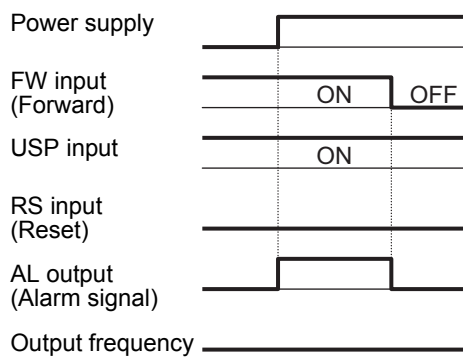 Power supply
FW input
(Forward)
ON OFF
USP input
ON
RS input
(Reset)
AL output
(Alarm signal)
Output frequency